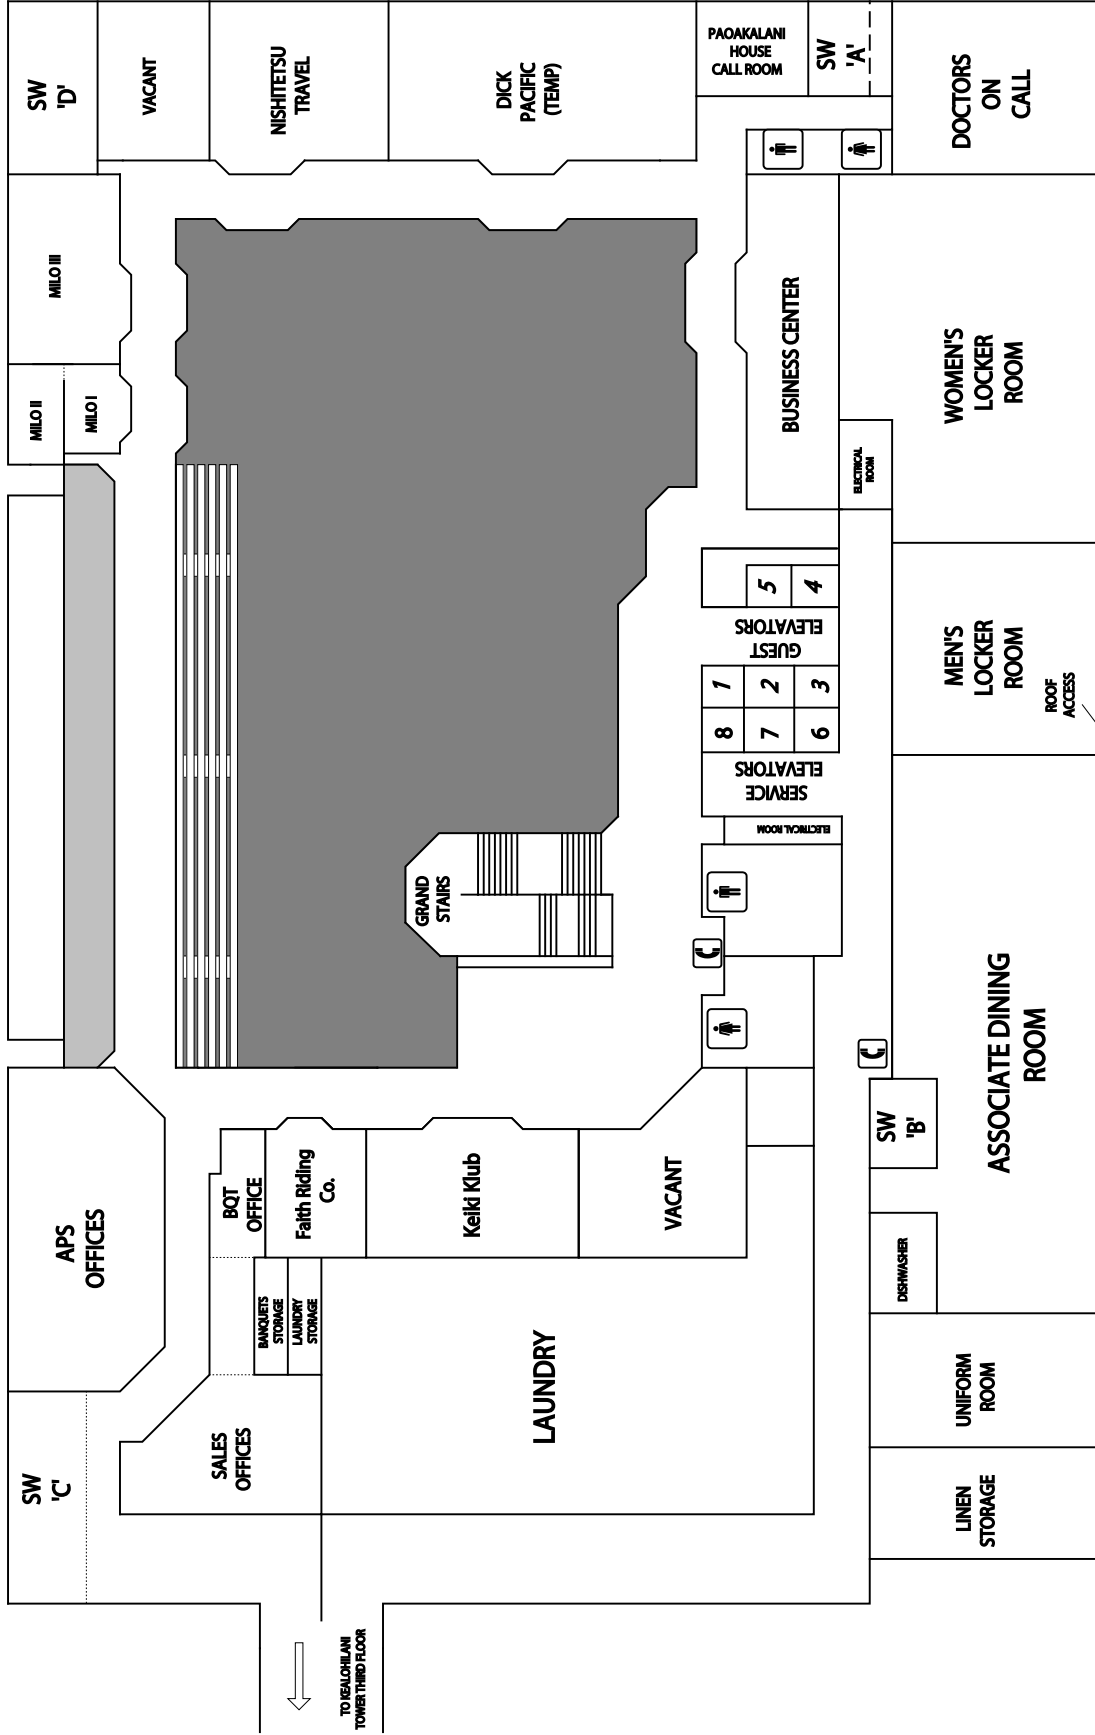 SW
'D'
VACANT
NISHITETSU
TRAVEL
DICK
PACIFIC
(TEMP)
PAOAKALANI
HOUSE
CALL ROOM
SW
'A'
DOCTORS
ON
CALL
MILO III
MILO II
MILO I
BUSINESS CENTER
ELECTRICAL
ROOM
WOMEN'S
LOCKER
ROOM
5
4
GUEST
ELEVATORS
1
2
3
8
7
6
SERVICE
ELEVATORS
ELECTRICAL ROOM
MEN'S
LOCKER
ROOM
ROOF
ACCESS
GRAND
STAIRS
ASSOCIATE DINING
ROOM
SW
'B'
DISHWASHER
APS
OFFICES
BQT
OFFICE
Faith Riding
Co.
Keiki Klub
VACANT
BANQUETS
STORAGE
LAUNDRY
STORAGE
LAUNDRY
SALES
OFFICES
SW
'C'
UNIFORM
ROOM
LINEN
STORAGE
TO KEALOHILANI
TOWER THIRD FLOOR